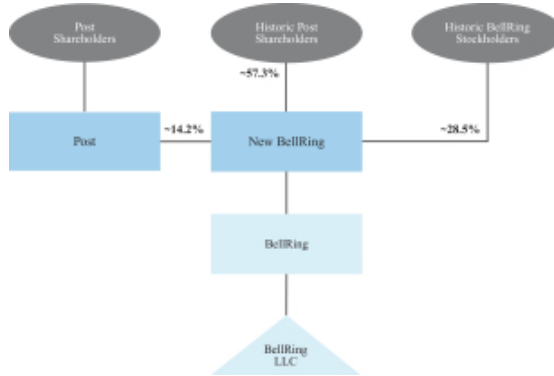 Post
Shareholders
Historic Post
Shareholders
Historic BellRing
Stockholders
~57.3%
Post
~14.2%
New BellRing
~28.5%
BellRing
BellRing
LLC